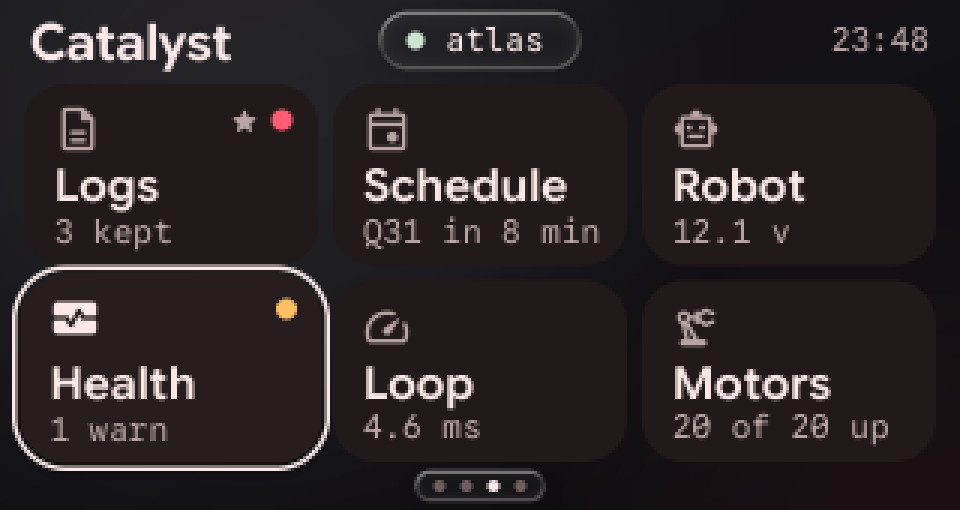 Catalyst
atlas
23:48
Logs
3 kept
Schedule
Q31 in 8 min
Robot
12.1 v
Health
1 warn
Loop
4.6 ms
Motors
20 of 20 up